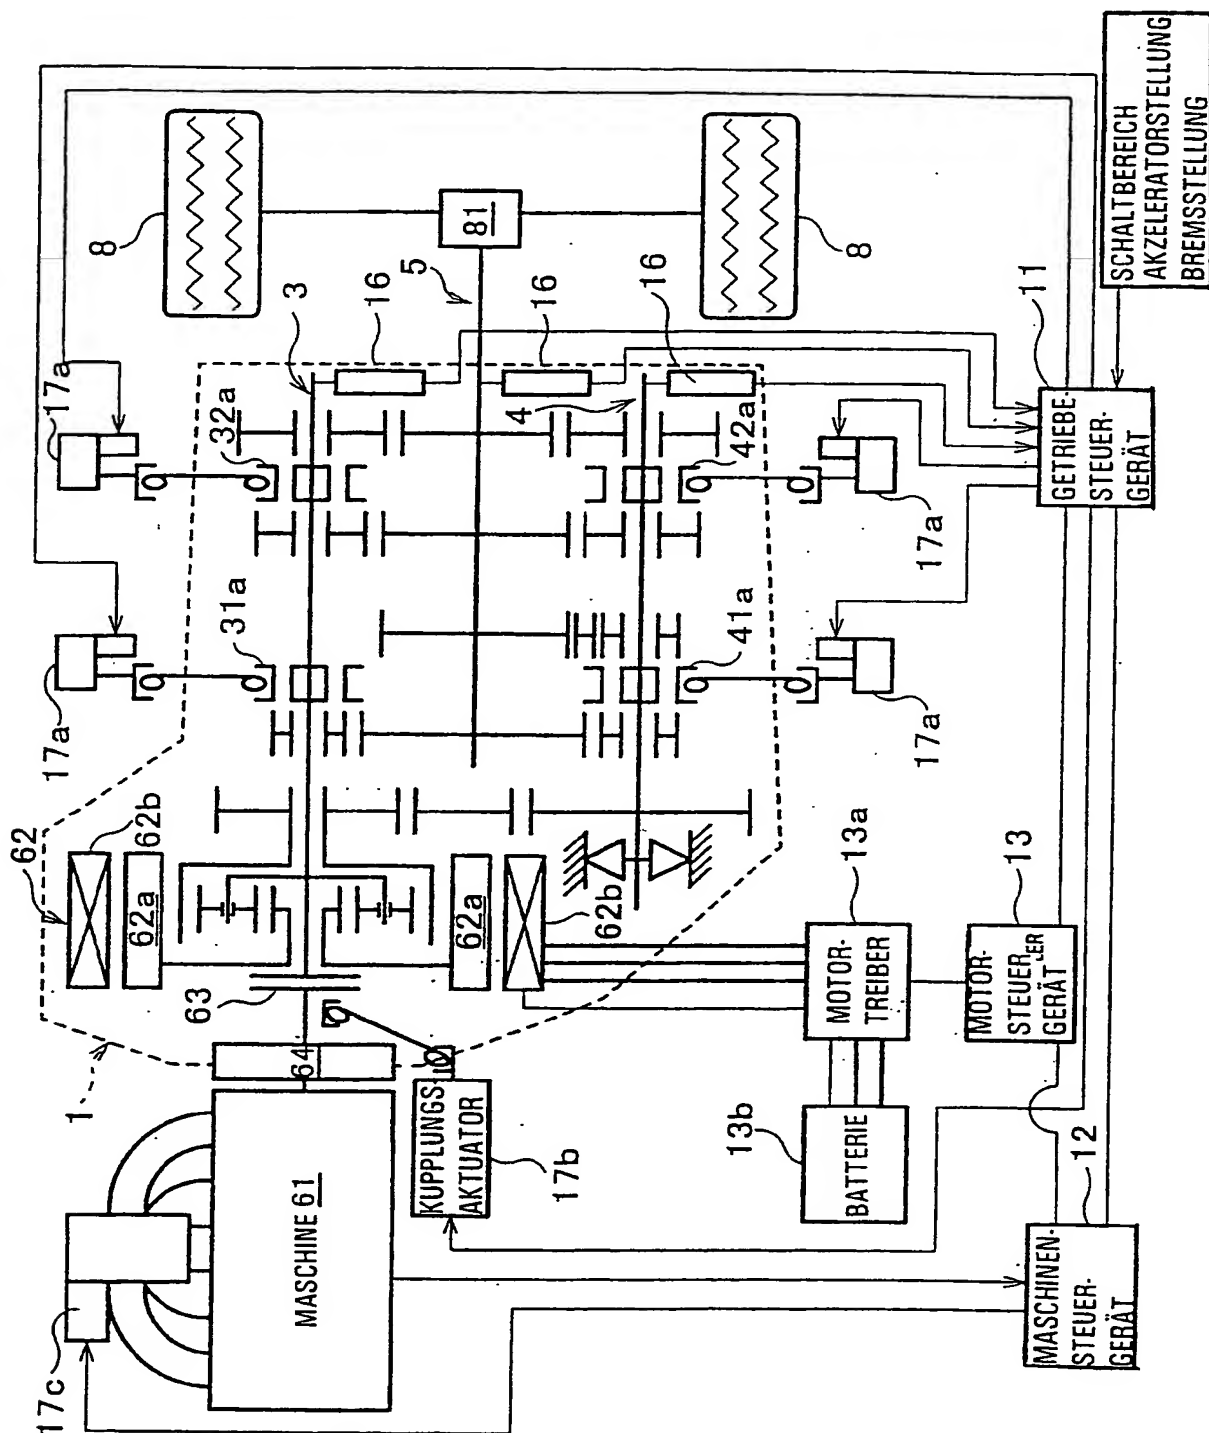 SCHALTBEREICH
AKZELERATORSTELLUNG
BREMSSTELLUNG
8
81
8
5
3
16
16
16
4
11
GETRIEBE-
STEUER-
GERÄT
17a
32a
42a
17a
17a
31a
41a
17a
62
62b
62a
62a
62b
63
13a
MOTOR-
TREIBER
13
MOTOR-
STEUER LER
GERÄT
1
64
KUPPLUNGS
AKTUATOR
17b
13b
BATTERIE
12
MASCHINEN-
STEUER-
GERÄT
MASCHINE 61
17c